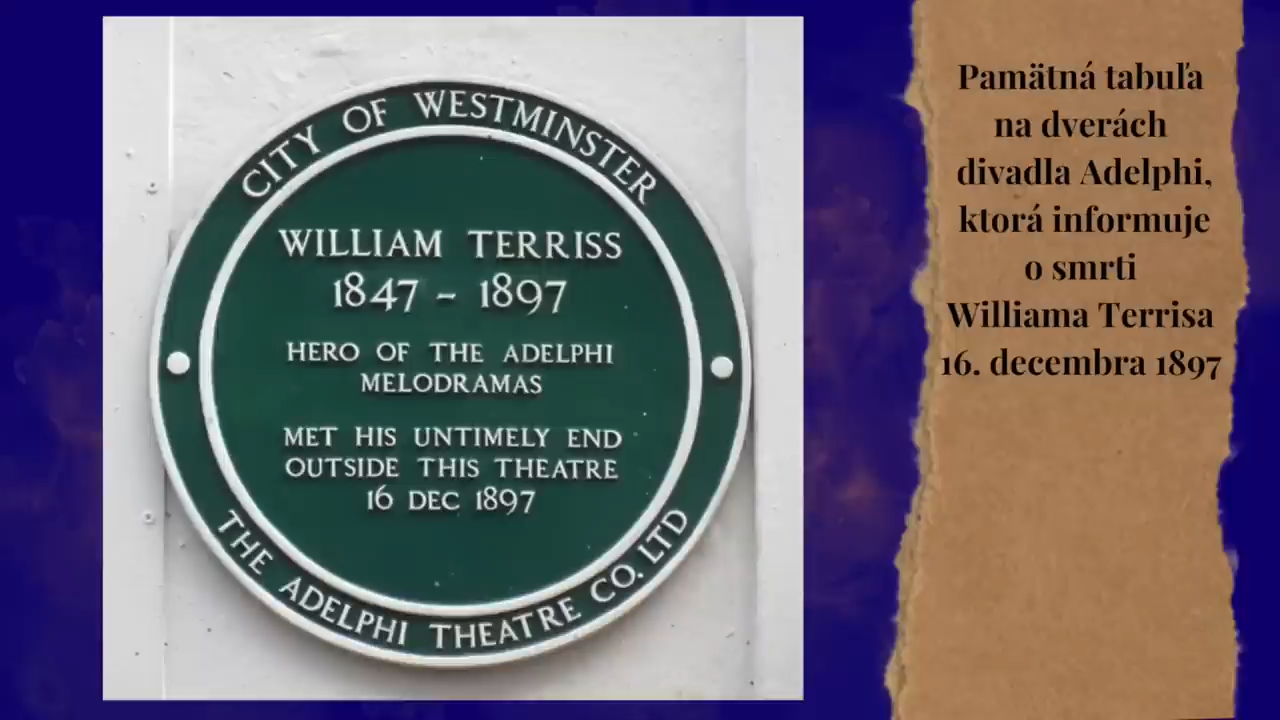 CITY OF WESTMINSTER
WILLIAM TERRISS
1847 - 1897
HERO OF THE ADELPHI
MELODRAMAS
MET HIS UNTIMELY END
OUTSIDE THIS THEATRE
16 DEC 1897
THE ADELPHI THEATRE CO. LTD
Pamätná tabuľa
na dverách
divadla Adelphi,
ktorá informuje
o smrti
Williama Terrisa
16. decembra 1897